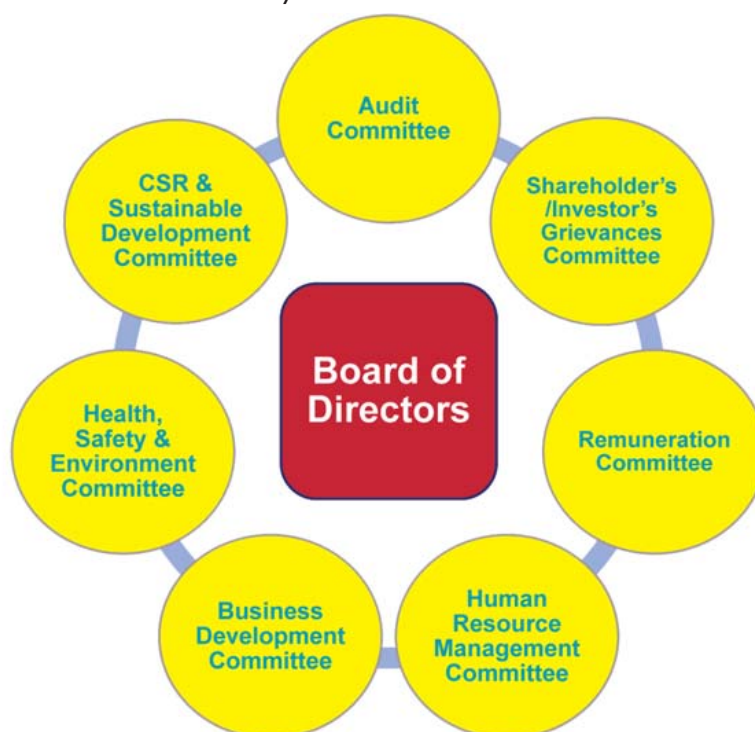 Audit
Committee
Shareholder's
/Investor's
Grievances
Committee
Remuneration
Committee
Human
Resource
Management
Committee
Business
Development
Committee
Health,
Safety &
Environment
Committee
CSR &
Sustainable
Development
Committee
Board of
Directors